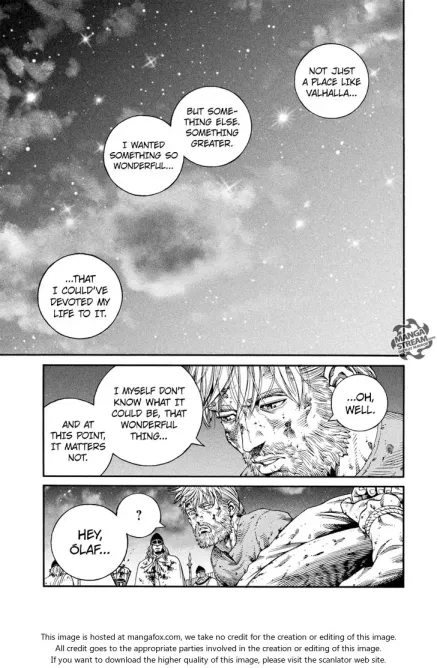 NOT JUST
A PLACE LIKE
VALHALLA...
BUT SOME-
THING ELSE.
SOMETHING
GREATER.
I WANTED
SOMETHING SO
WONDERFUL...
...THAT
I COULD'VE
DEVOTED MY
LIFE TO IT.
MANGA
STREAM
...OH,
WELL.
I MYSELF DON'T
KNOW WHAT IT
COULD BE, THAT
WONDERFUL
THING...
AND AT
THIS POINT,
IT MATTERS
NOT.
?
HEY,
ÓLAF...
This image is hosted at mangafox.com, we take no credit for the creation or editing of this image.
All credit goes to the appropriate parties involved in the creation or editing of this image.
If you want to download the higher quality of this image, please visit the scanlator web site.